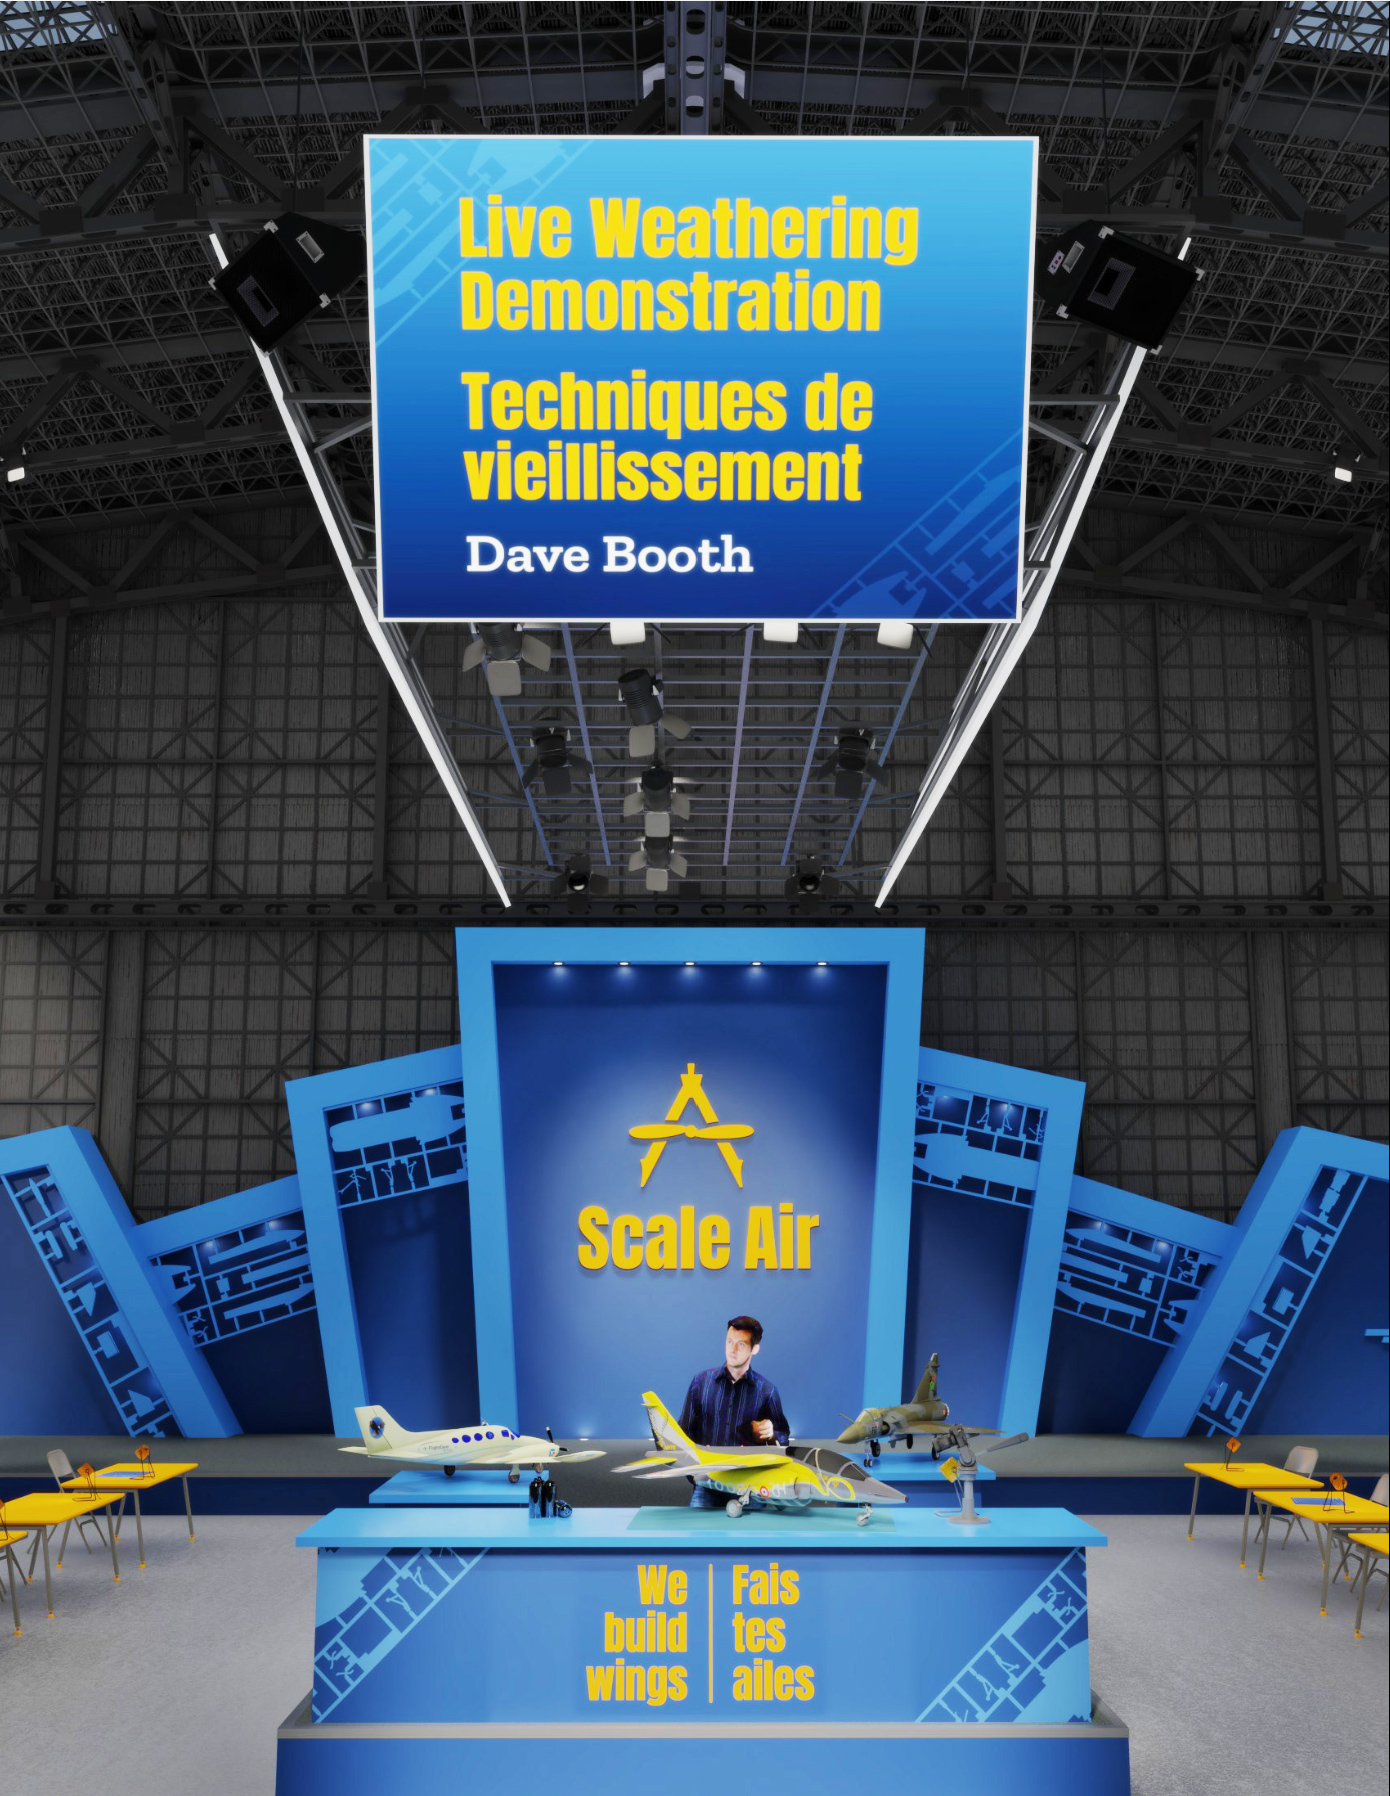 Live Weathering
Demonstration
Techniques de
vieillissement
Dave Booth
Scale Air
We
build
wings
Fais
tes
ailes